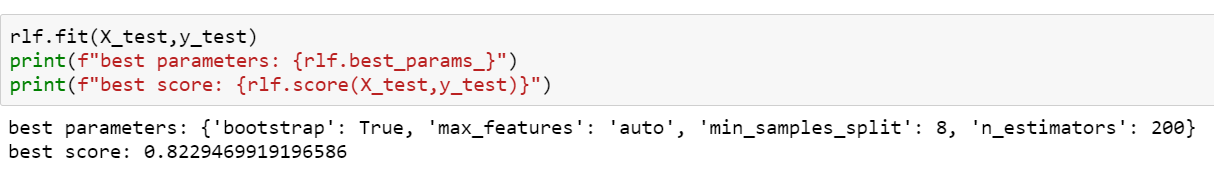 rlf.fit(X_test,y_test)
print(f"best parameters: {rlf.best_params_}")
print(f"best score: {rlf.score(X_test,y_test)}")
best parameters: {'bootstrap': True, 'max_features': 'auto', 'min_samples_split': 8, 'n_estimators': 200}
best score: 0.8229469919196586